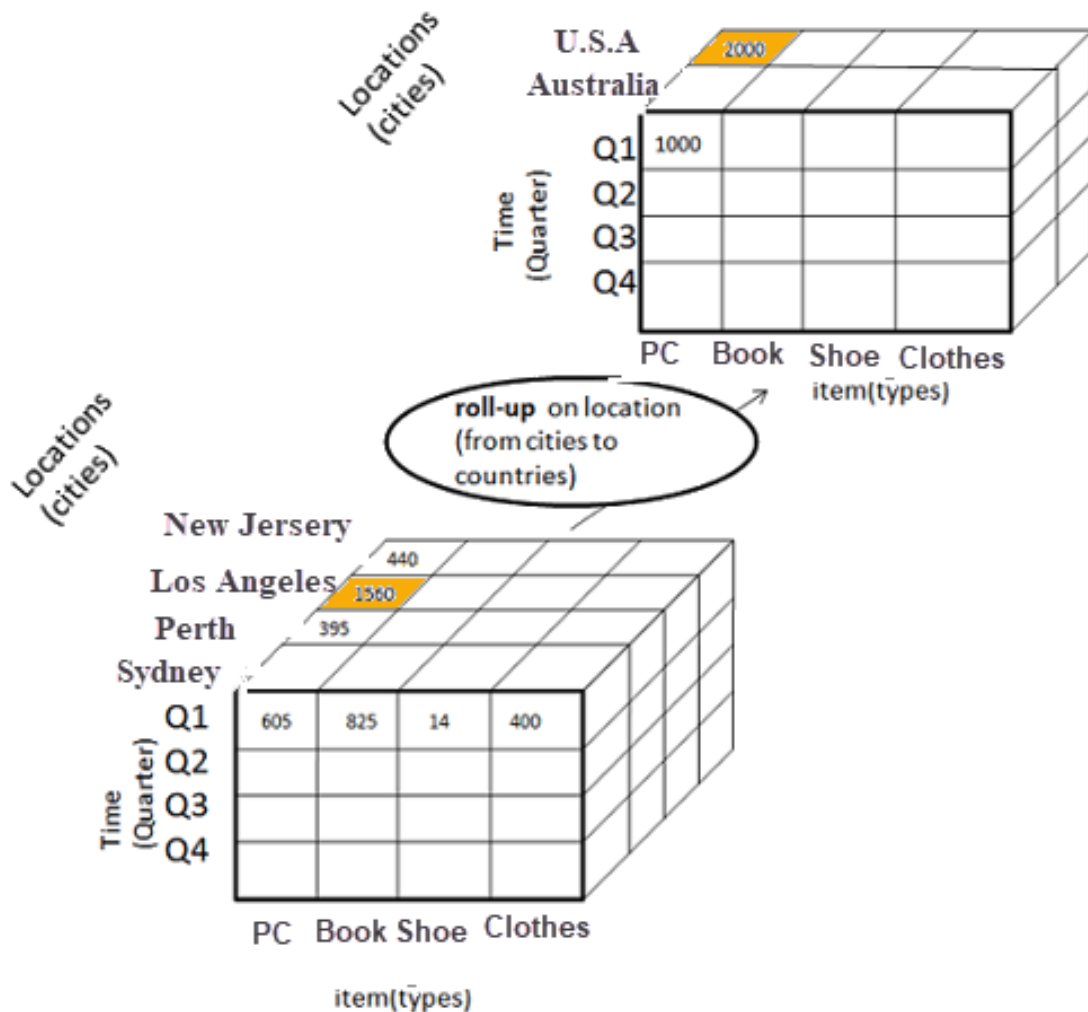 Locations
(cities)
U.S.A
2000
Australia
Q1
1000
Q2
Q3
Q4
Time
(Quarter)
PC Book Shoe Clothes
item(types)
roll-up on location
(from cities to
countries)
Locations
(cities)
New Jersery
440
Los Angeles
1560
Perth
395
Sydney
Q1
605 825 14 400
Q2
Q3
Q4
Time
(Quarter)
PC Book Shoe Clothes
item(types)